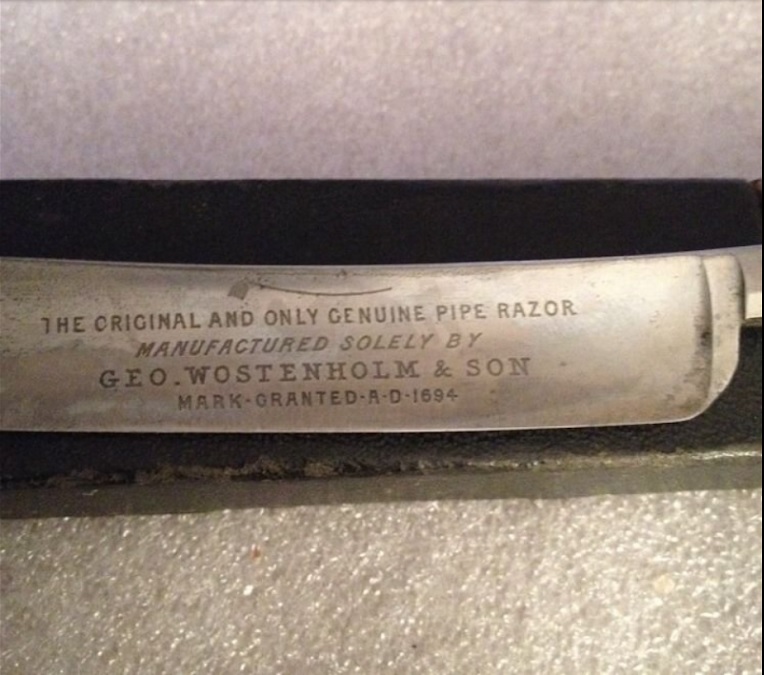 THE ORIGINAL AND ONLY GENUINE PIPE RAZOR
MANUFACTURED SOLELY BY
GEO. WOSTENHOLM & SON
MARK·GRANTED·A·D·1694